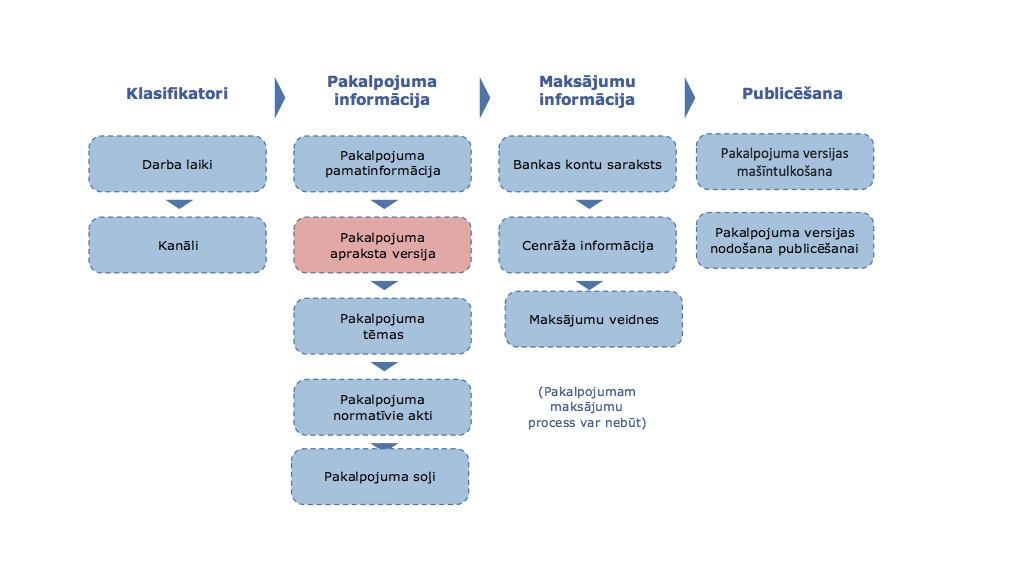 Klasifikatori
Darba laiki
Kanāli
Pakalpojuma
informācija
Pakalpojuma
pamatinformācija
Pakalpojuma
apraksta versija
Pakalpojuma
tēmas
Pakalpojuma
normatīvie akti
Pakalpojuma soļi
Maksājumu
informācija
Bankas kontu saraksts
Cenrāža informācija
Maksājumu veidnes
(Pakalpojumam
maksājumu
process var nebūt)
Publicēšana
Pakalpojuma versijas
mašīntulkošana
Pakalpojuma versijas
nodošana publicēšanai